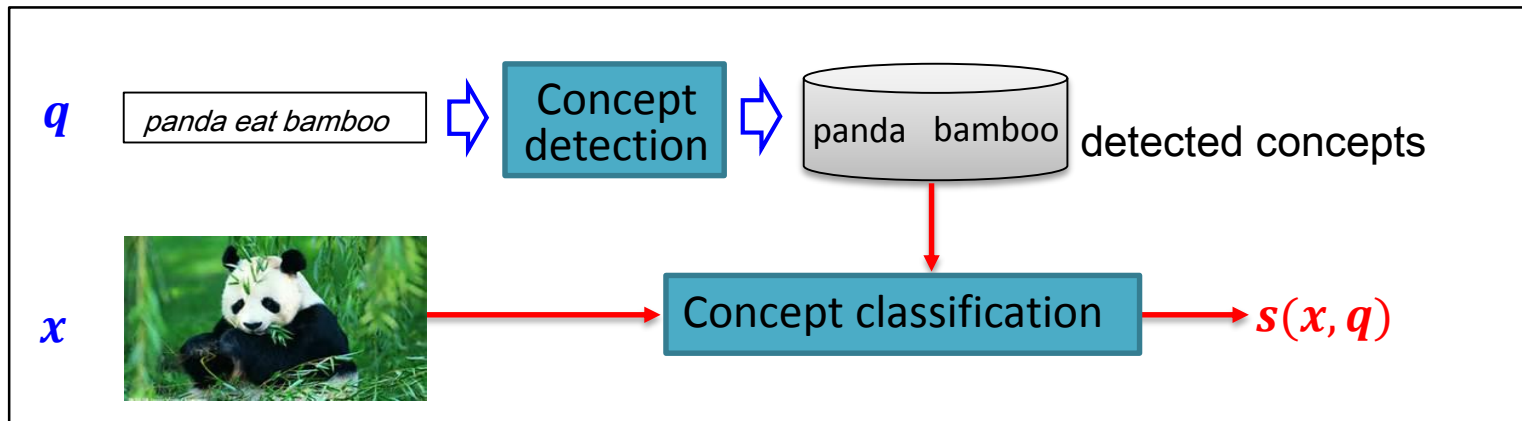 q
panda eat bamboo
Concept
detection
panda bamboo
detected concepts
x
Concept classification
s(x, q)